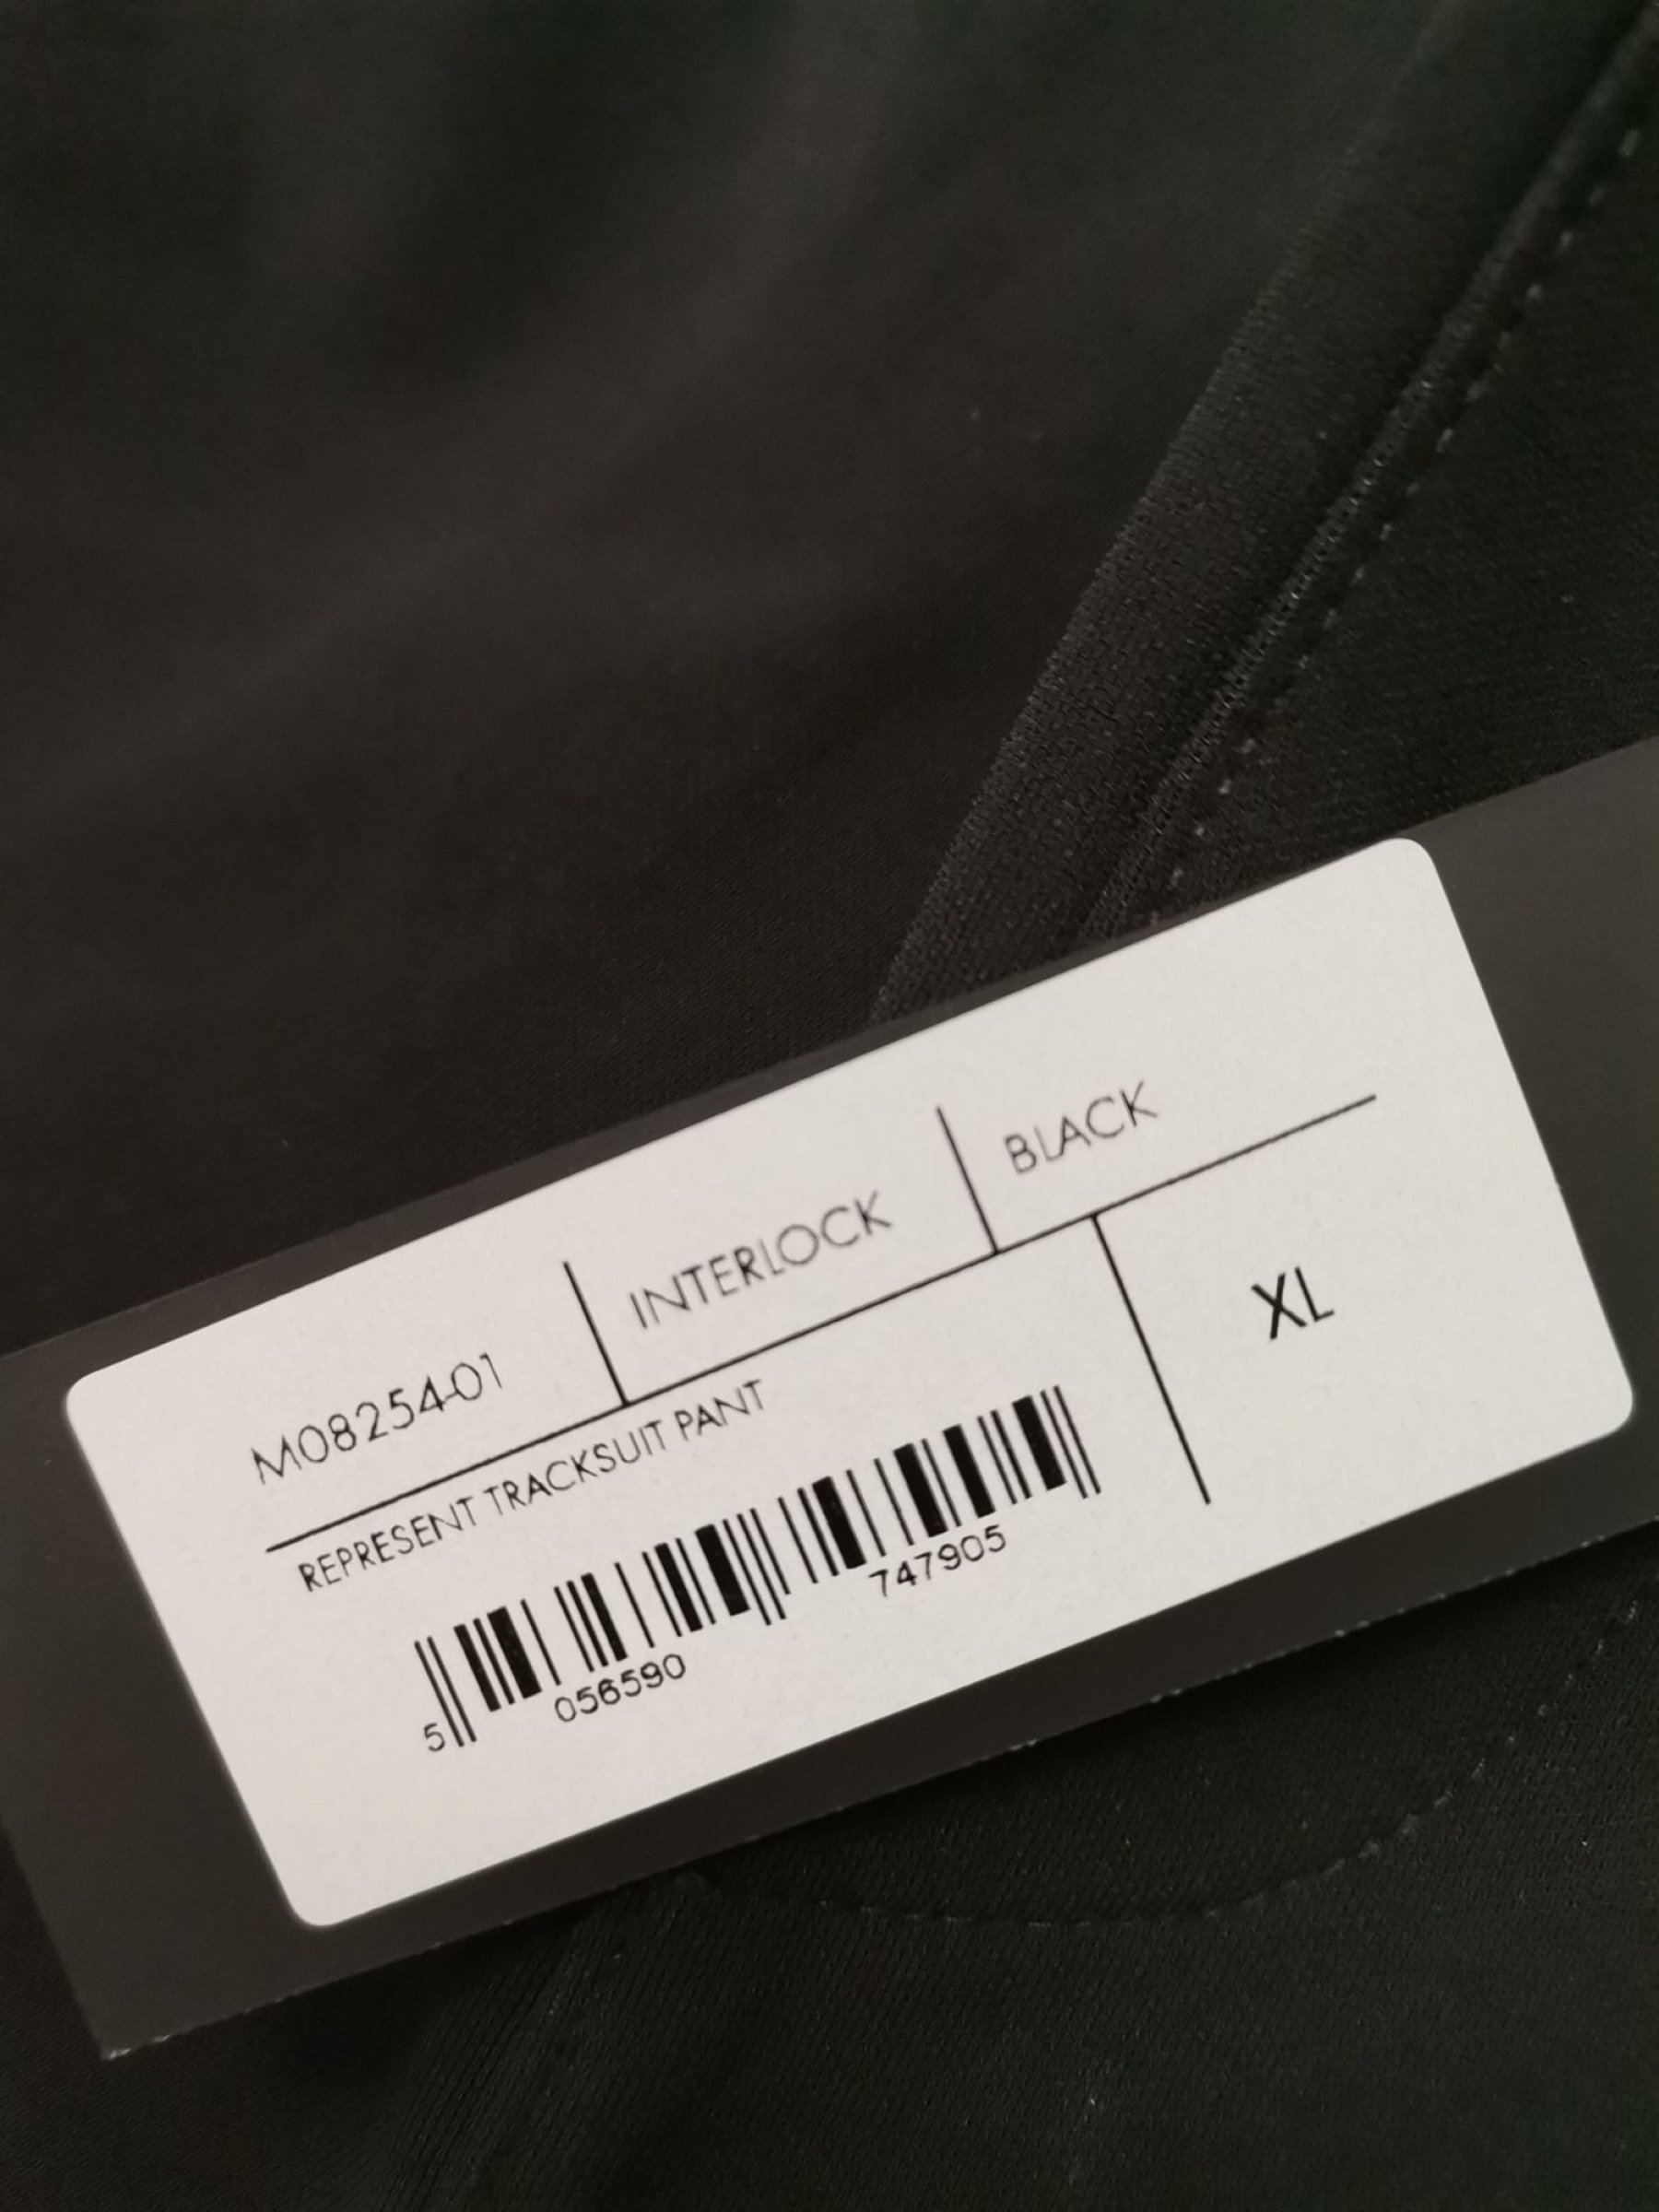 M08254-01 INTERLOCK BLACK
REPRESENT TRACKSUIT PANT
XL
5 056590 747905